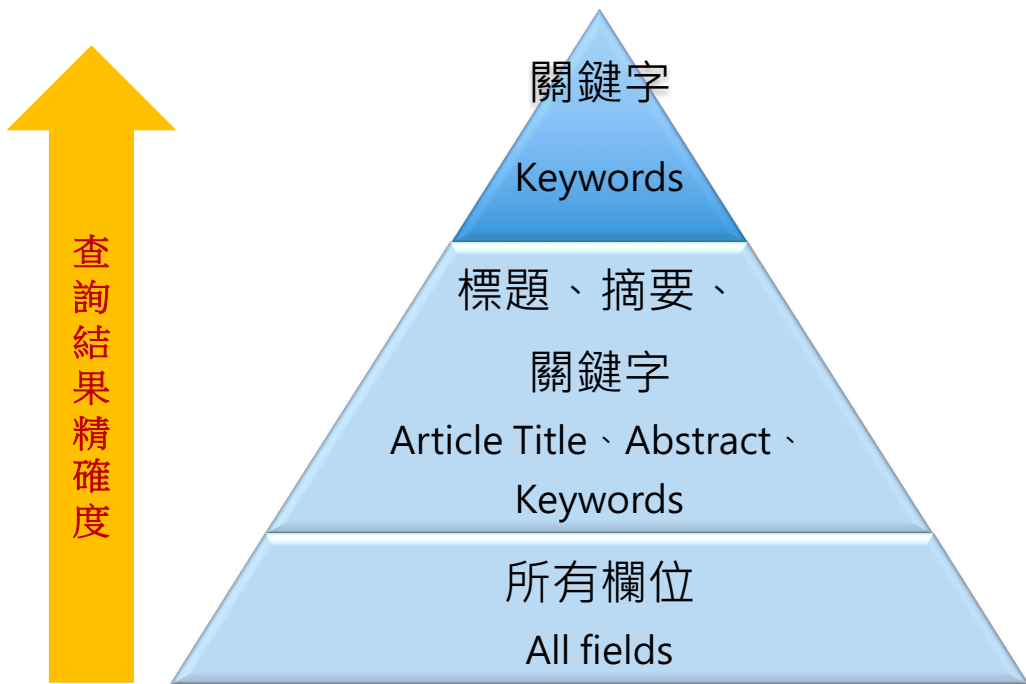 查詢結果精確度
關鍵字
Keywords
標題、摘要、
關鍵字
Article Title、Abstract、
Keywords
所有欄位
All fields